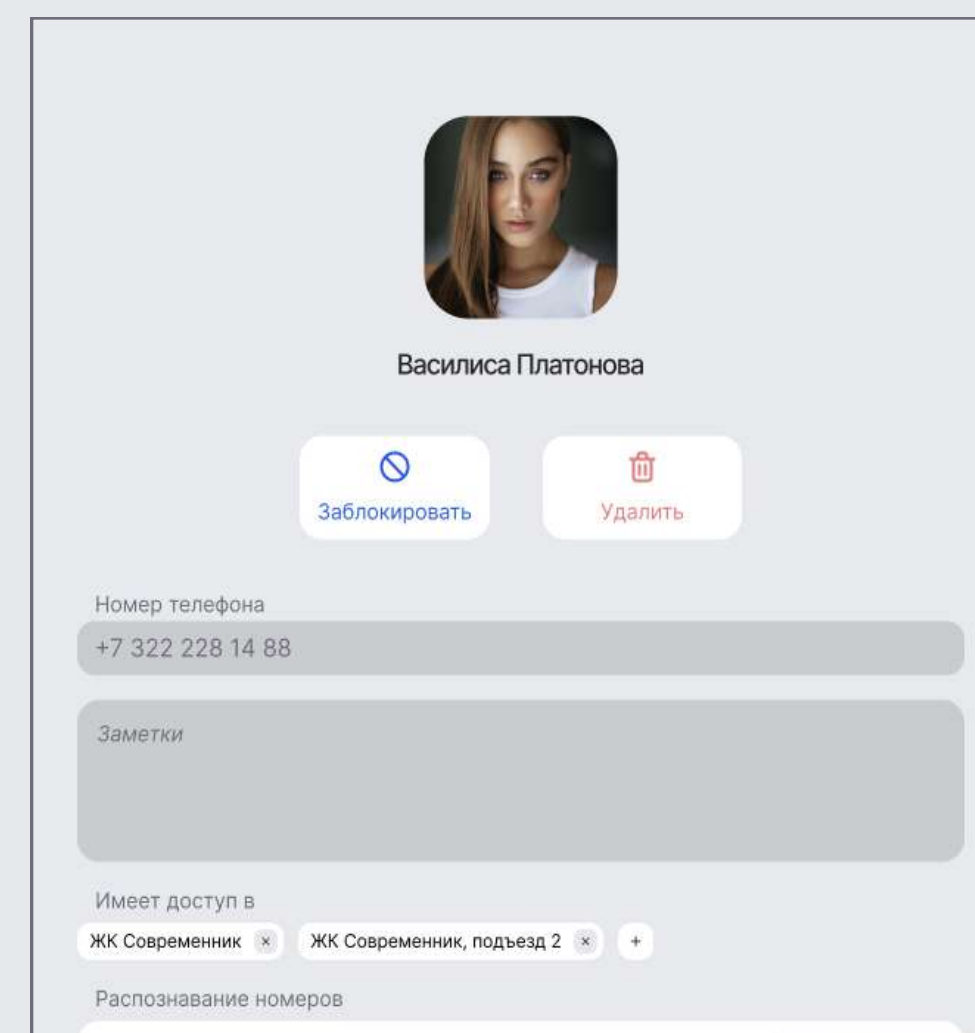 Василиса Платонова
Заблокировать
Удалить
Номер телефона
+7 322 228 14 88
Заметки
Имеет доступ в
ЖК Современник × ЖК Современник, подъезд 2 × +
Распознавание номеров